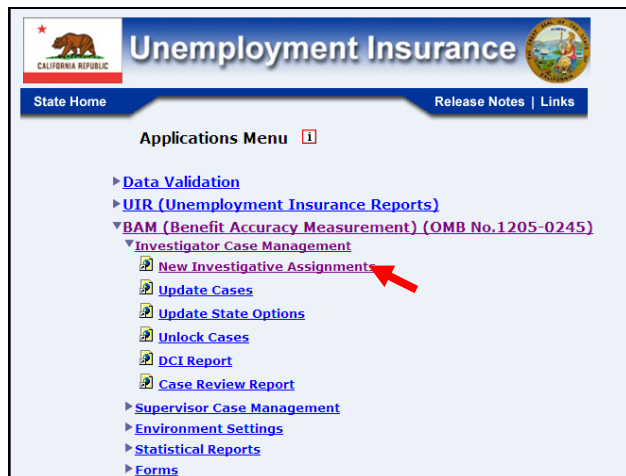 CALIFORNIA REPUBLIC
Unemployment Insurance
State Home
Release Notes | Links
Applications Menu i
Data Validation
UIR (Unemployment Insurance Reports)
BAM (Benefit Accuracy Measurement) (OMB No.1205-0245)
Investigator Case Management
New Investigative Assignments
Update Cases
Update State Options
Unlock Cases
DCI Report
Case Review Report
Supervisor Case Management
Environment Settings
Statistical Reports
Forms